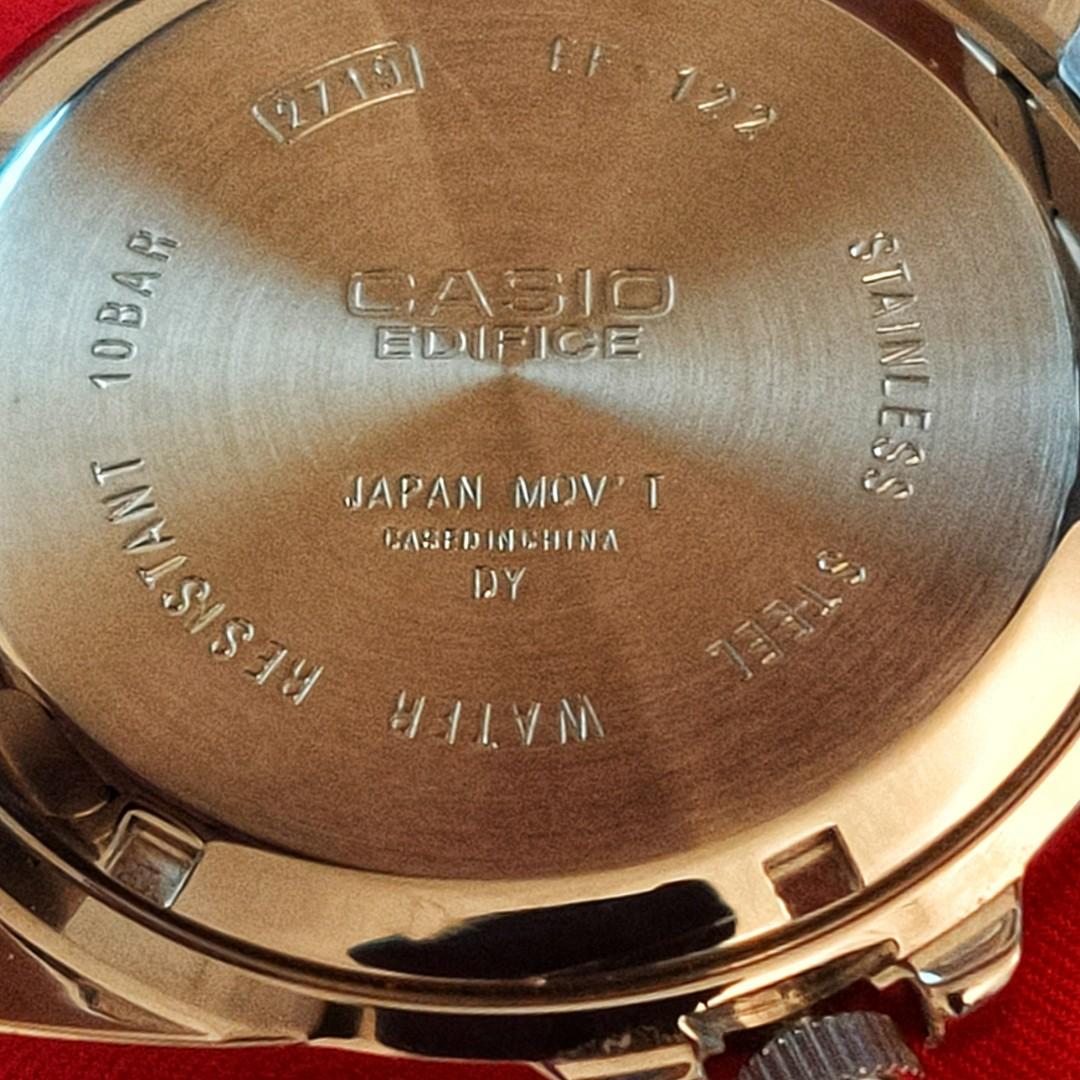 2719
EF-122
CASIO
EDIFICE
JAPAN MOV'T
CASED IN CHINA
DY
STAINLESS STEEL
WATER RESISTANT 10BAR